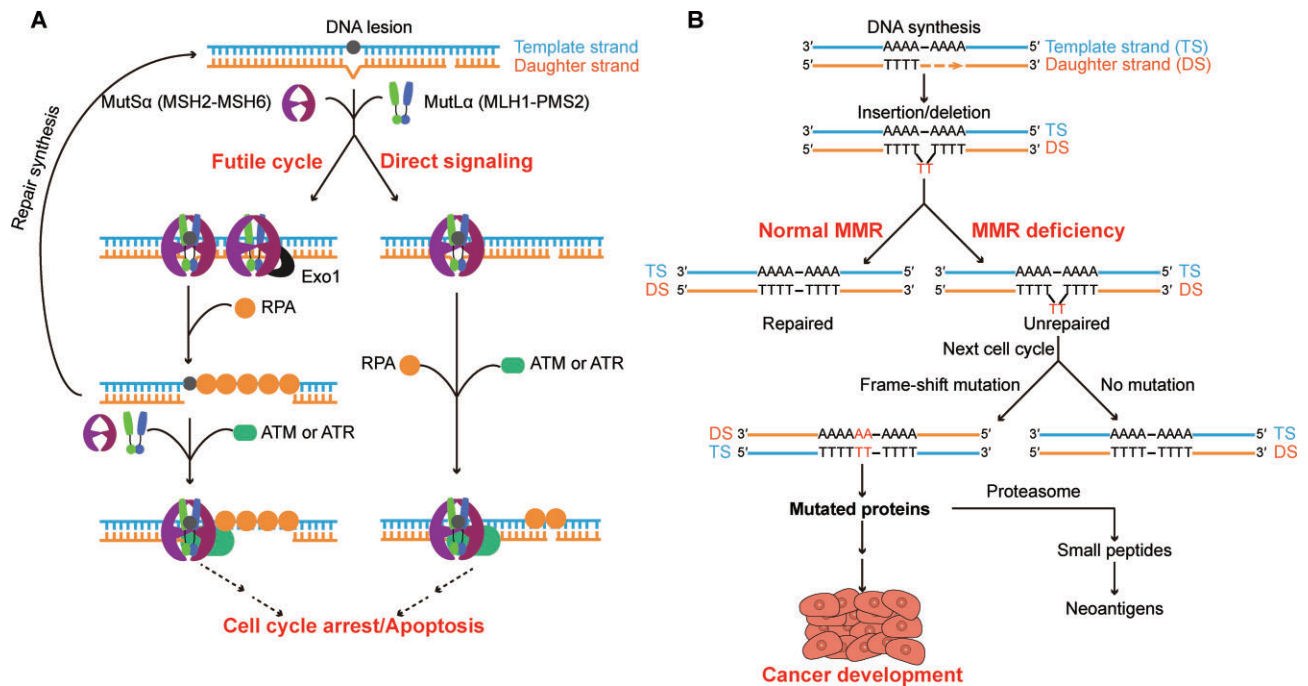 A
DNA lesion
Template strand
Daughter strand
MutSα (MSH2-MSH6)
MutLα (MLH1-PMS2)
Repair synthesis
Futile cycle
Direct signaling
Exo1
RPA
RPA
ATM or ATR
ATM or ATR
Cell cycle arrest/Apoptosis
B
DNA synthesis
3′ AAAA–AAAA 5′ Template strand (TS)
5′ TTTT 3′ Daughter strand (DS)
Insertion/deletion
3′ AAAA–AAAA 5′ TS
5′ TTTT TTTT 3′ DS
TT
Normal MMR
MMR deficiency
TS 3′ AAAA–AAAA 5′
DS 5′ TTTT–TTTT 3′
Repaired
3′ AAAA–AAAA 5′ TS
5′ TTTT TTTT 3′ DS
TT
Unrepaired
Next cell cycle
Frame-shift mutation
No mutation
DS 3′ AAAAAA–AAAA 5′
TS 5′ TTTTTT–TTTT 3′
3′ AAAA–AAAA 5′ TS
5′ TTTT–TTTT 3′ DS
Mutated proteins
Proteasome
Small peptides
Neoantigens
Cancer development